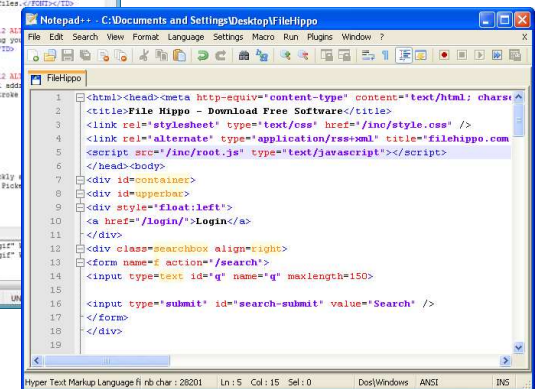 files.</FONT></TD>
Notepad++ - C:\Documents and Settings\Desktop\FileHippo
File Edit Search View Format Language Settings Macro Run Plugins Window ? X
FileHippo
1 <html><head><meta http-equiv="content-type" content="text/html; charse
2 <title>File Hippo - Download Free Software</title>
3 <link rel="stylesheet" type="text/css" href="/inc/style.css" />
4 <link rel="alternate" type="application/rss+xml" title="filehippo.com
5 <script src="/inc/root.js" type="text/javascript"></script>
6 </head><body>
7 <div id=container>
8 <div id=upperbar>
9 <div style="float:left">
10 <a href="/login/">Login</a>
11 </div>
12 <div class=searchbox align=right>
13 <form name=f action="/search">
14 <input type=text id="q" name="q" maxlength=150>
15
16 <input type="submit" id="search-submit" value="Search" />
17 </form>
18 </div>
19
Hyper Text Markup Language fi nb char : 28201 Ln : 5 Col : 15 Sel : 0 Dos\Windows ANSI INS